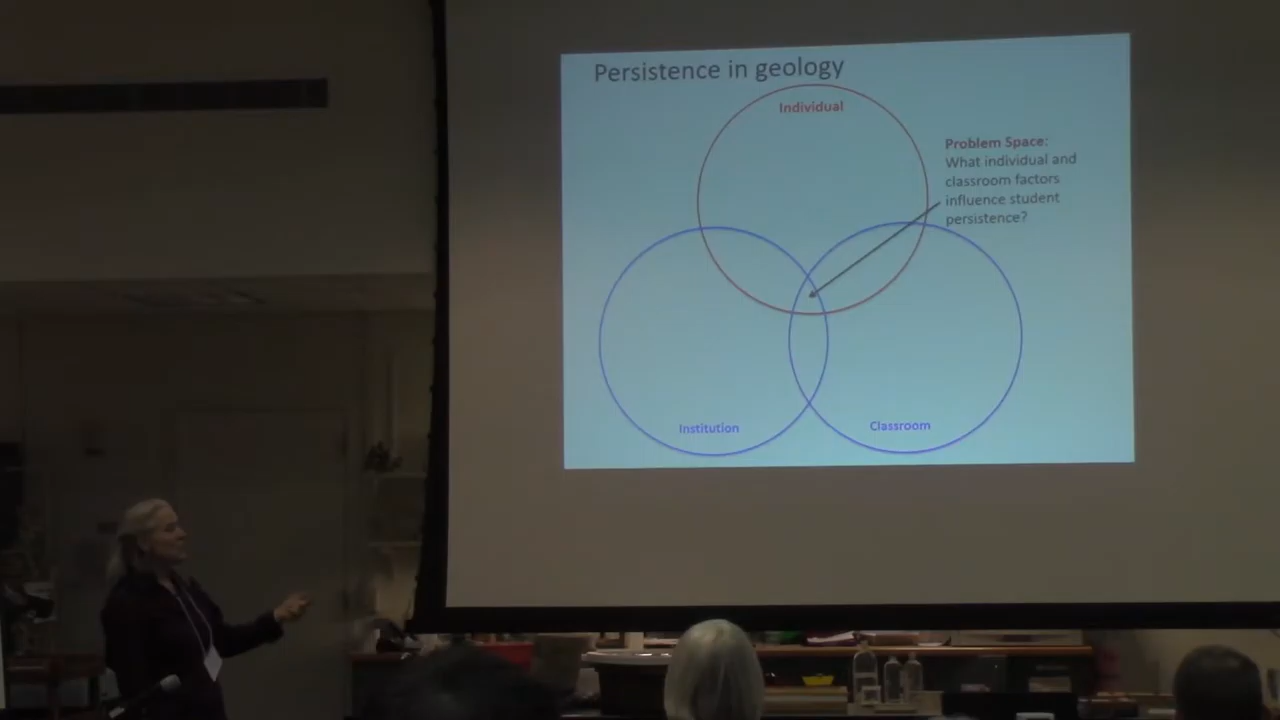 Persistence in geology
Individual
Problem Space:
What individual and
classroom factors
influence student
persistence?
Institution
Classroom